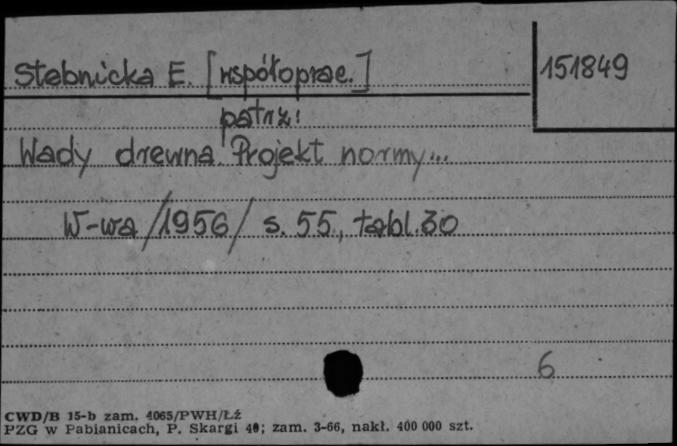 Stebnicka E. [współoprac.]
151849
patrz:
Wady drewna. Projekt normy...
W-wa /1956/ s. 55, tabl. 30
6
CWD/B 15-b zam. 4065/PWH/Łź
PZG w Pabianicach, P. Skargi 40; zam. 3-66, nakł. 400 000 szt.